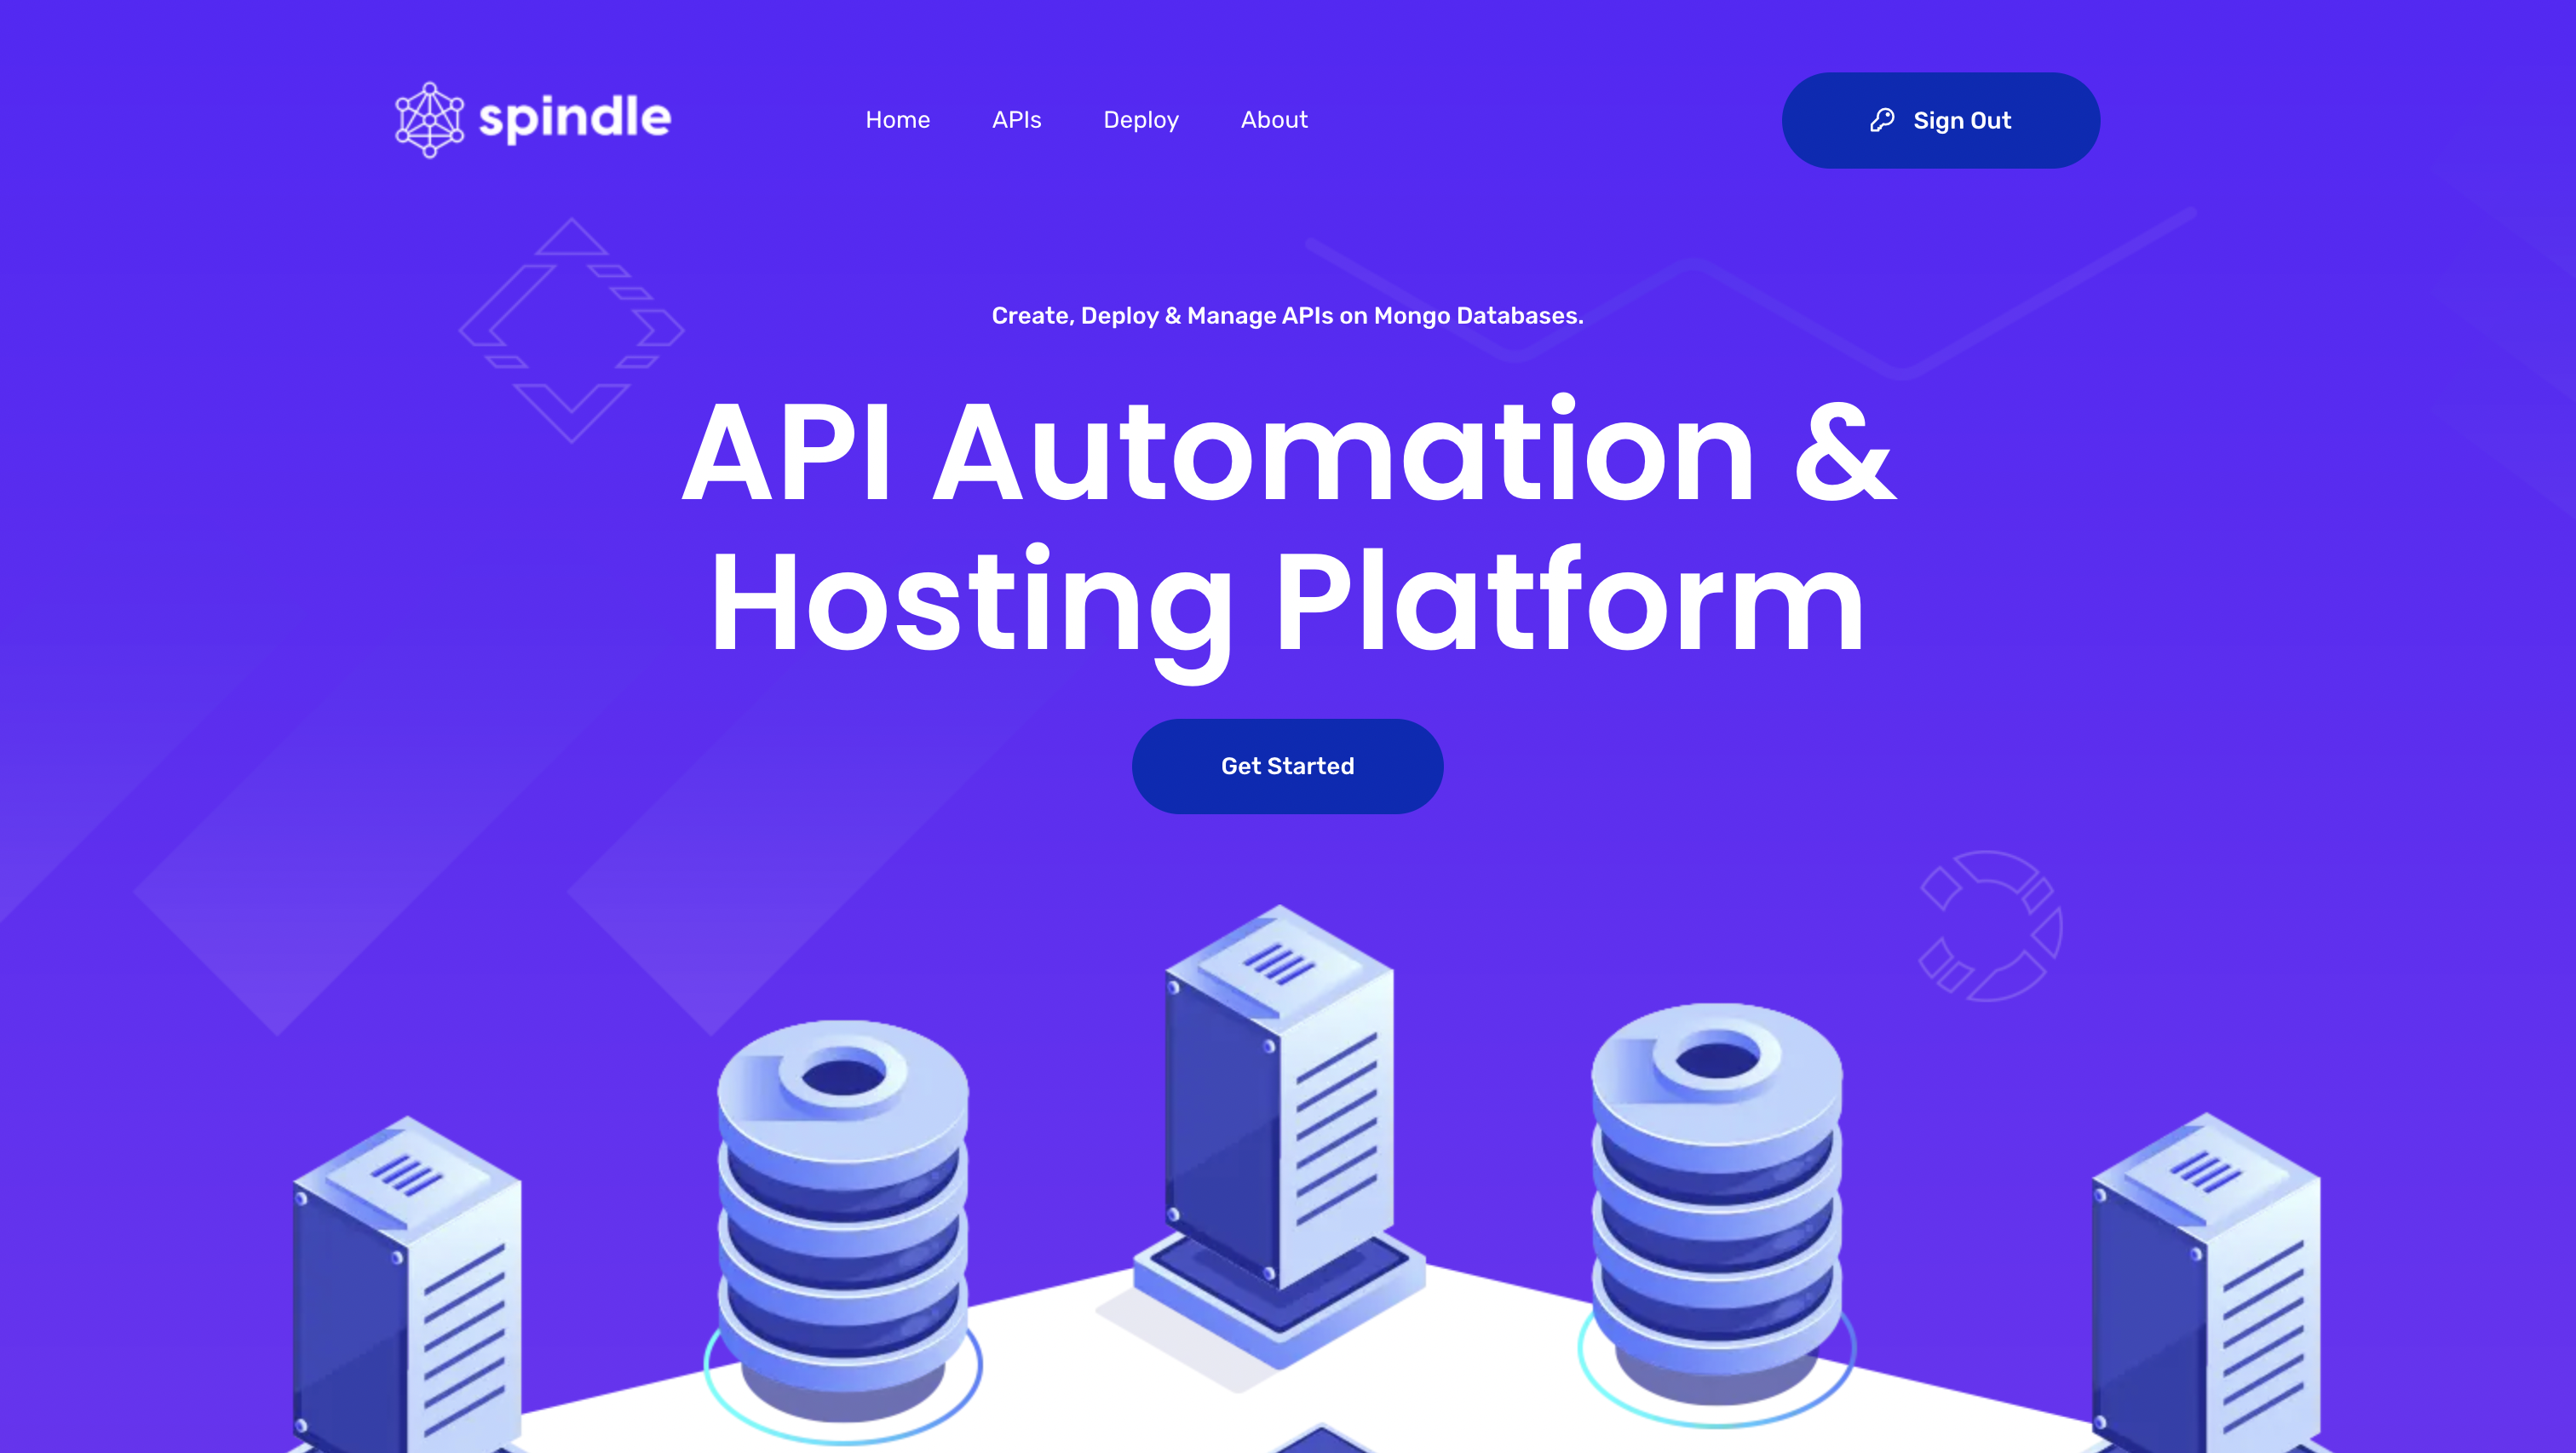 spindle
Home
APIs
Deploy
About
Sign Out
Create, Deploy & Manage APIs on Mongo Databases.
API Automation &
Hosting Platform
Get Started